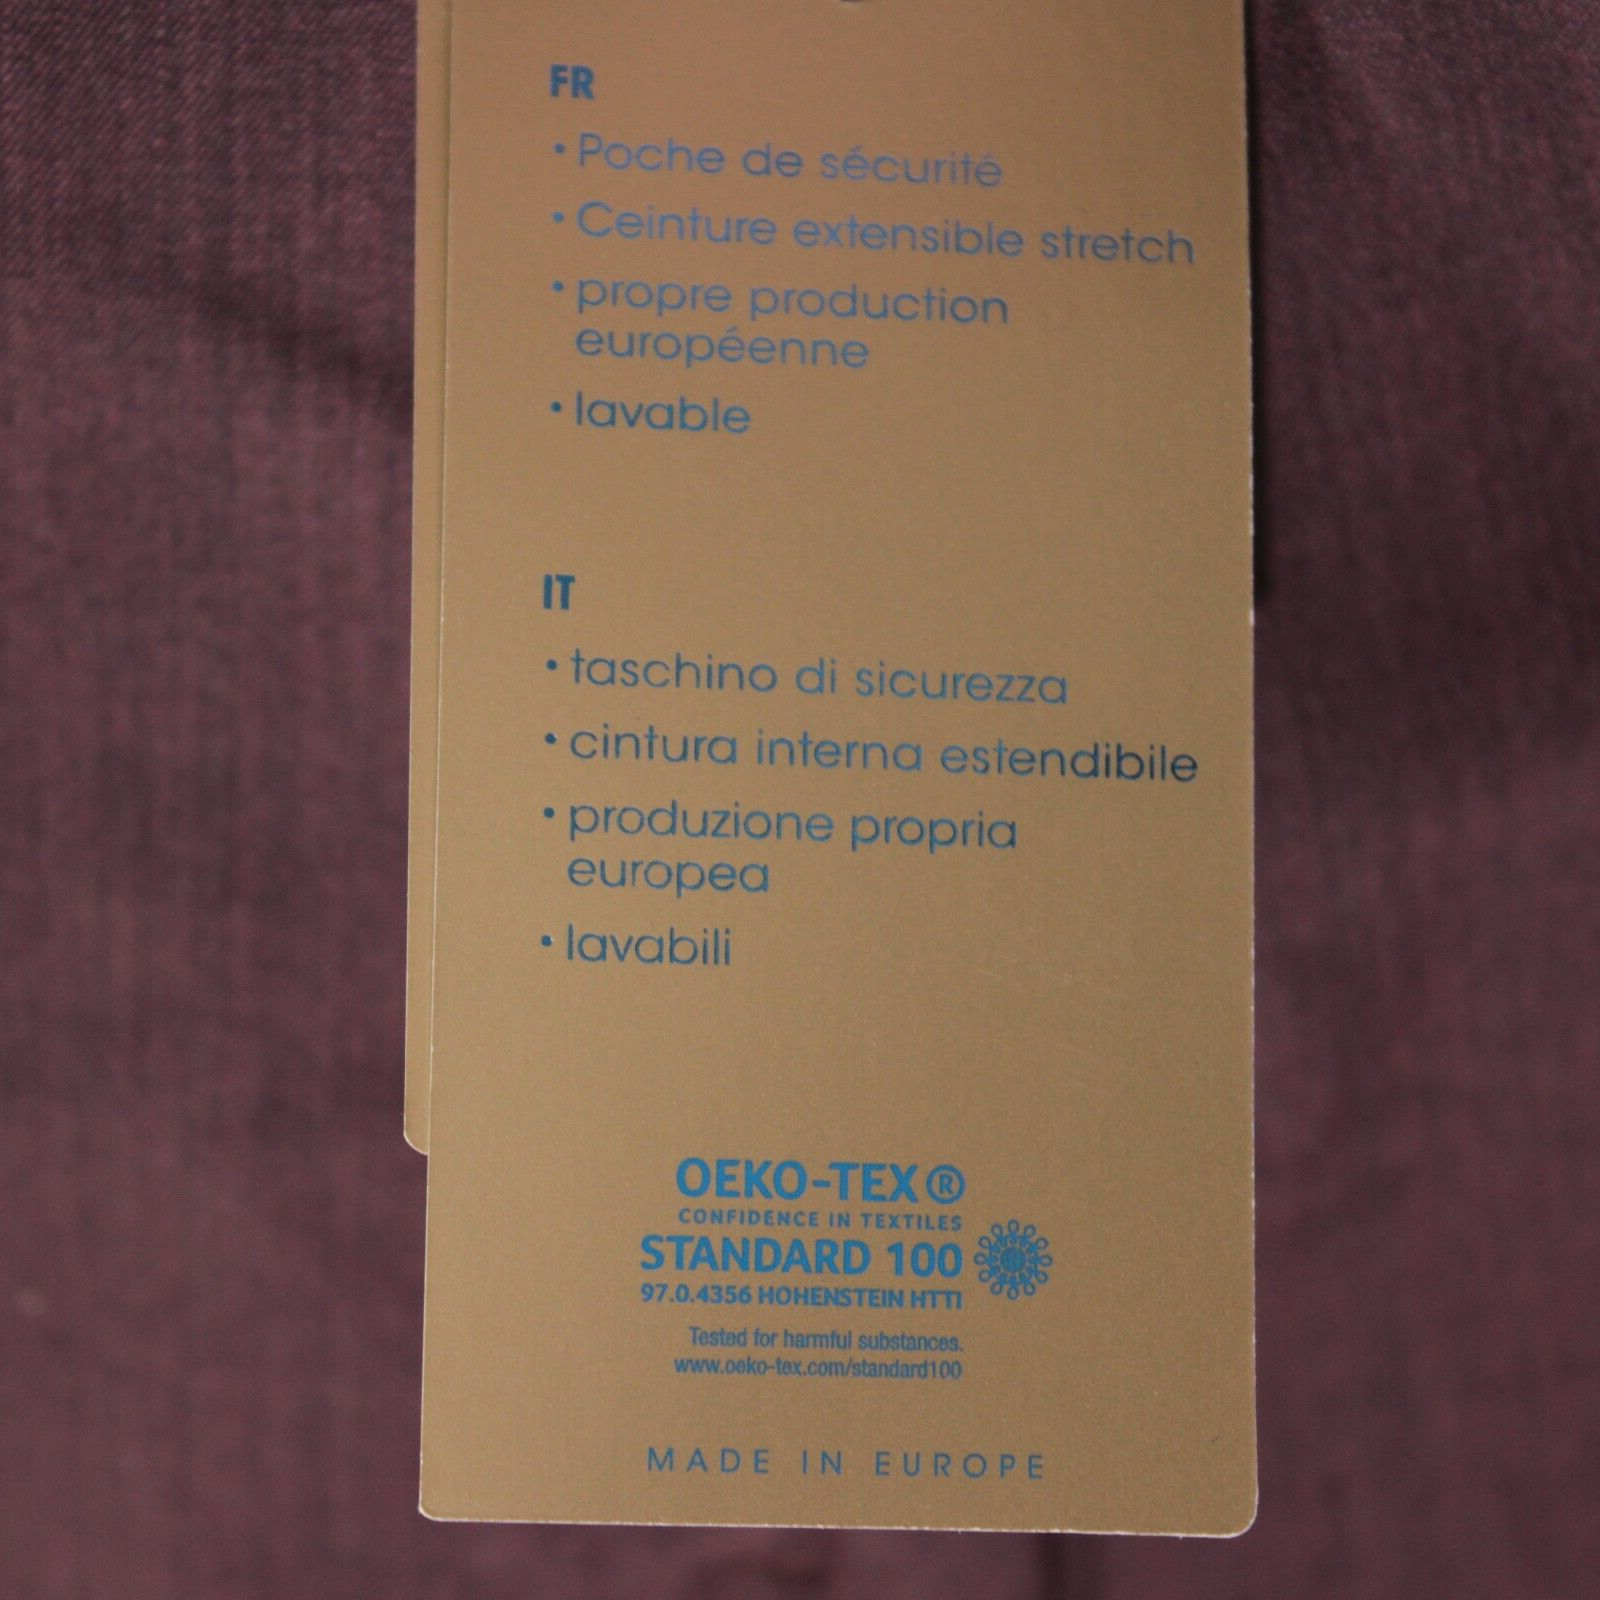 FR
• Poche de sécurité
• Ceinture extensible stretch
• propre production
européenne
• lavable
IT
• taschino di sicurezza
• cintura interna estendibile
• produzione propria
europea
• lavabili
OEKO-TEX®
CONFIDENCE IN TEXTILES
STANDARD 100
97.0.4356 HOHENSTEIN HTTI
Tested for harmful substances.
www.oeko-tex.com/standard100
MADE IN EUROPE